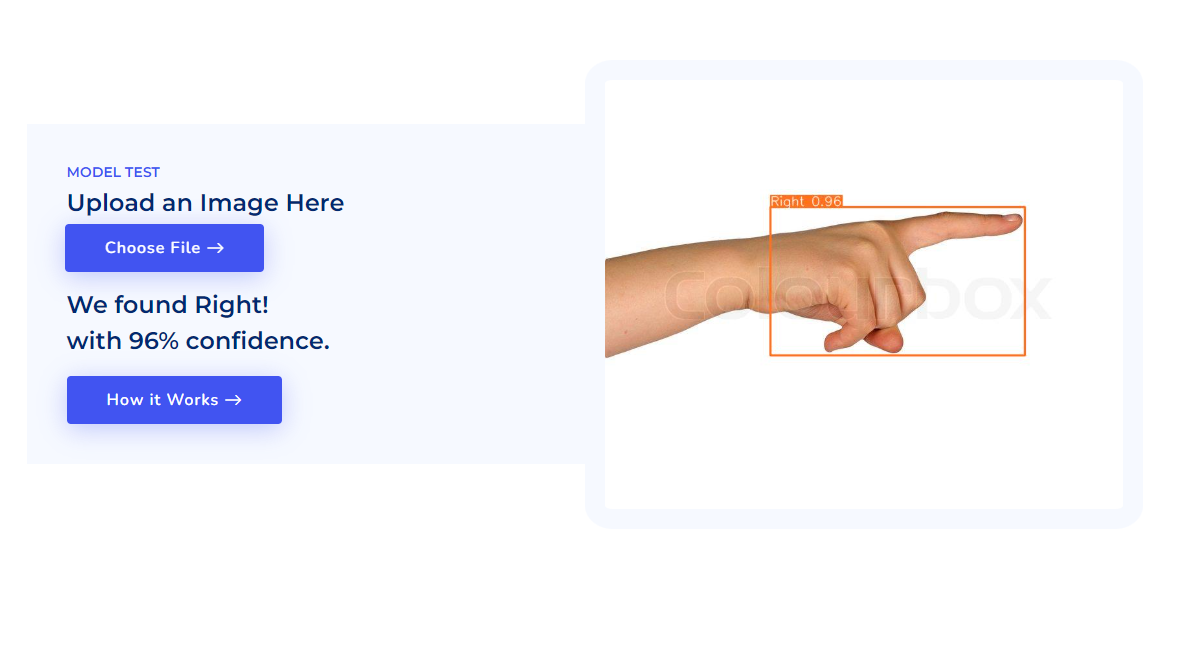 MODEL TEST
Upload an Image Here
Choose File →
We found Right!
with 96% confidence.
How it Works →
Right 0.96
Colourbox